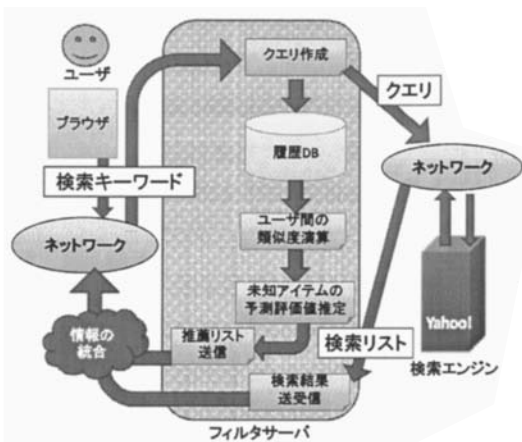 ユーザ
ブラウザ
検索キーワード
ネットワーク
情報の
統合
クエリ作成
履歴DB
ユーザ間の
類似度演算
未知アイテムの
予測評価値推定
推薦リスト
送信
検索結果
送受信
フィルタサーバ
クエリ
ネットワーク
検索リスト
Yahoo!
検索エンジン